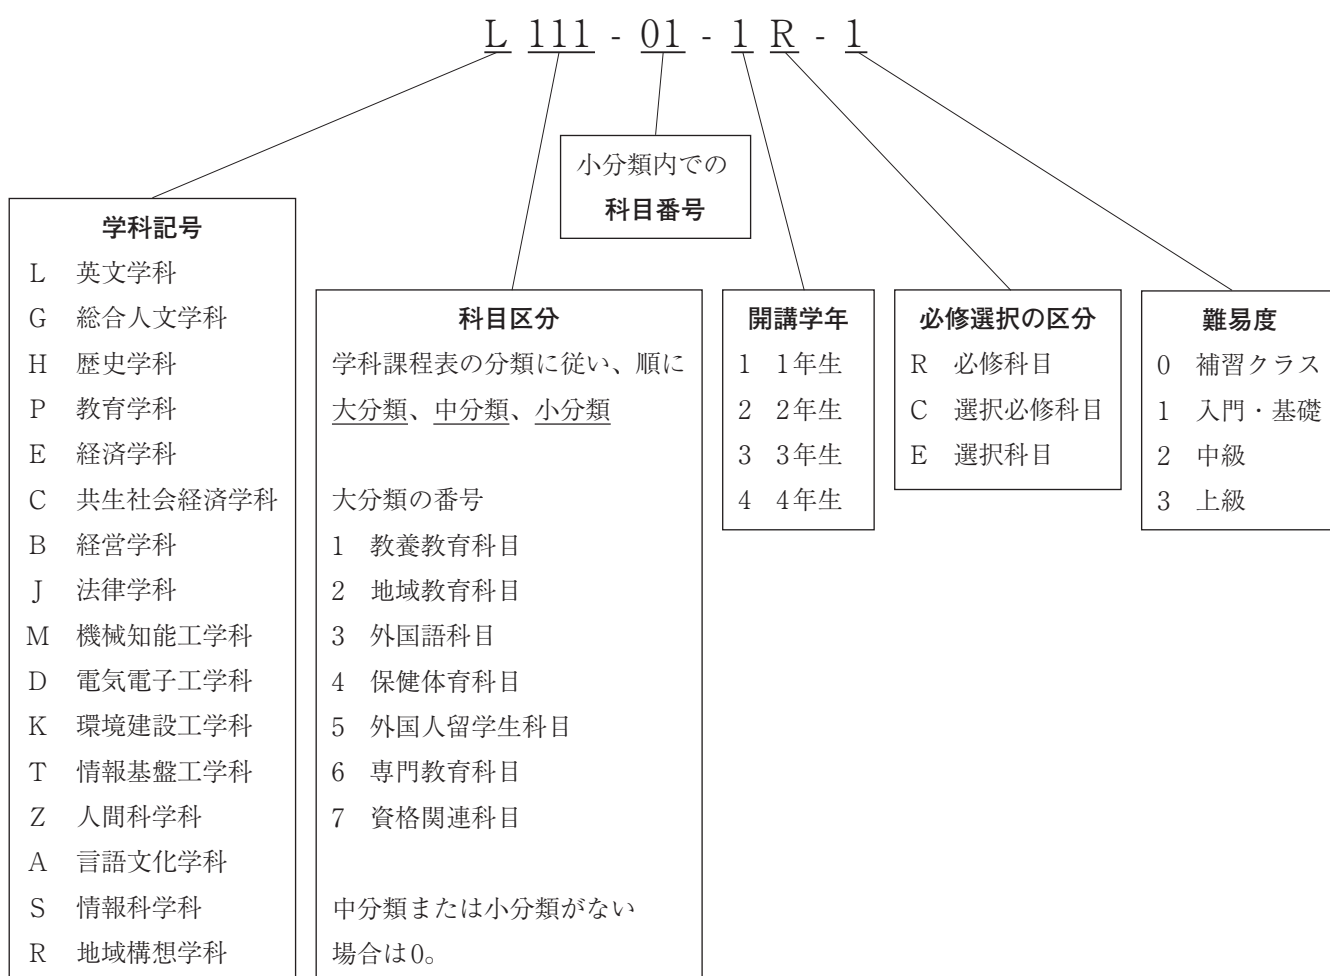 L 111 - 01 - 1 R - 1
小分類内での
科目番号
学科記号
L 英文学科
G 総合人文学科
H 歴史学科
P 教育学科
E 経済学科
C 共生社会経済学科
B 経営学科
J 法律学科
M 機械知能工学科
D 電気電子工学科
K 環境建設工学科
T 情報基盤工学科
Z 人間科学科
A 言語文化学科
S 情報科学科
R 地域構想学科
科目区分
学科課程表の分類に従い、順に
大分類、中分類、小分類
大分類の番号
1 教養教育科目
2 地域教育科目
3 外国語科目
4 保健体育科目
5 外国人留学生科目
6 専門教育科目
7 資格関連科目
中分類または小分類がない
場合は0。
開講学年
1 1年生
2 2年生
3 3年生
4 4年生
必修選択の区分
R 必修科目
C 選択必修科目
E 選択科目
難易度
0 補習クラス
1 入門・基礎
2 中級
3 上級